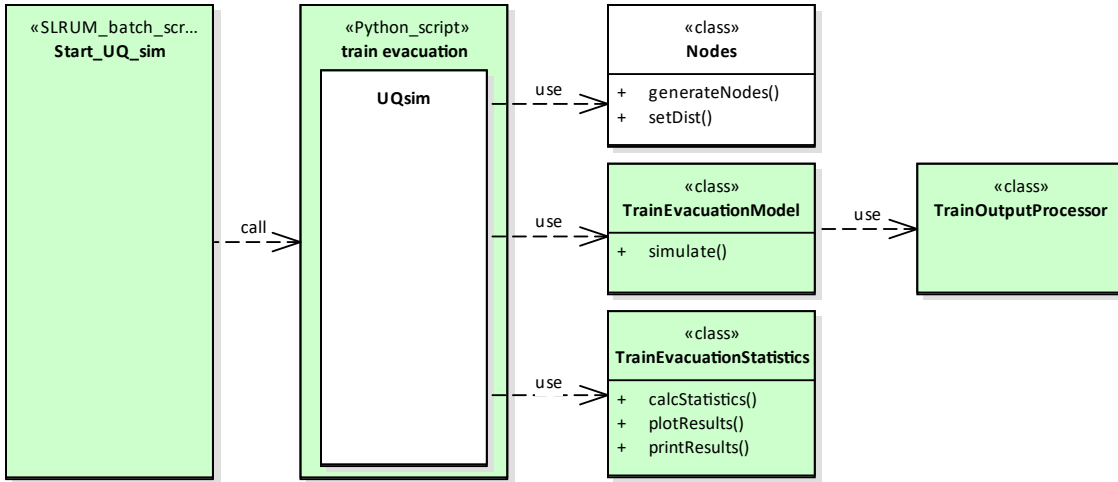 «SLRUM_batch_scr...
Start_UQ_sim
call
«Python_script»
train evacuation
UQsim
use
«class»
Nodes
+ generateNodes()
+ setDist()
use
«class»
TrainEvacuationModel
+ simulate()
use
«class»
TrainOutputProcessor
use
«class»
TrainEvacuationStatistics
+ calcStatistics()
+ plotResults()
+ printResults()